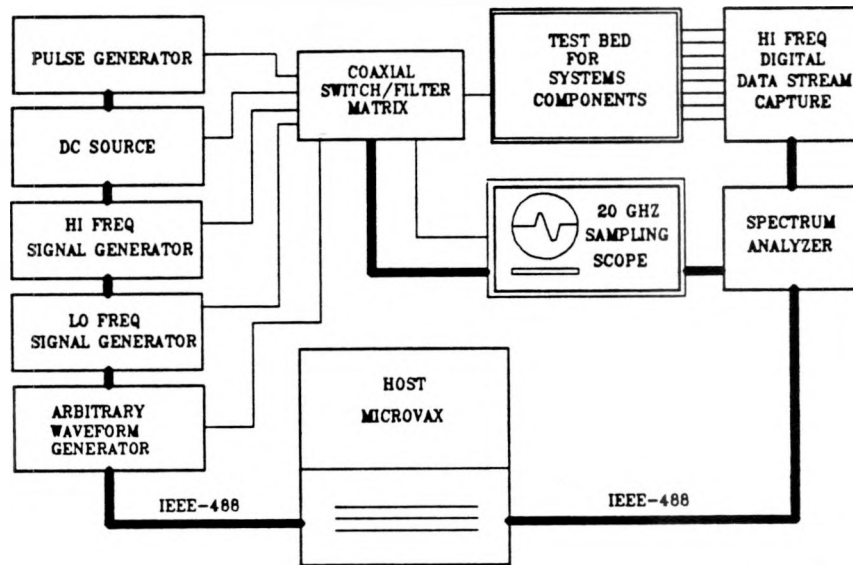 PULSE GENERATOR
DC SOURCE
HI FREQ
SIGNAL GENERATOR
LO FREQ
SIGNAL GENERATOR
ARBITRARY
WAVEFORM
GENERATOR
COAXIAL
SWITCH/FILTER
MATRIX
TEST BED
FOR
SYSTEMS
COMPONENTS
HI FREQ
DIGITAL
DATA STREAM
CAPTURE
20 GHZ
SAMPLING
SCOPE
SPECTRUM
ANALYZER
HOST
MICROVAX
IEEE-488
IEEE-488